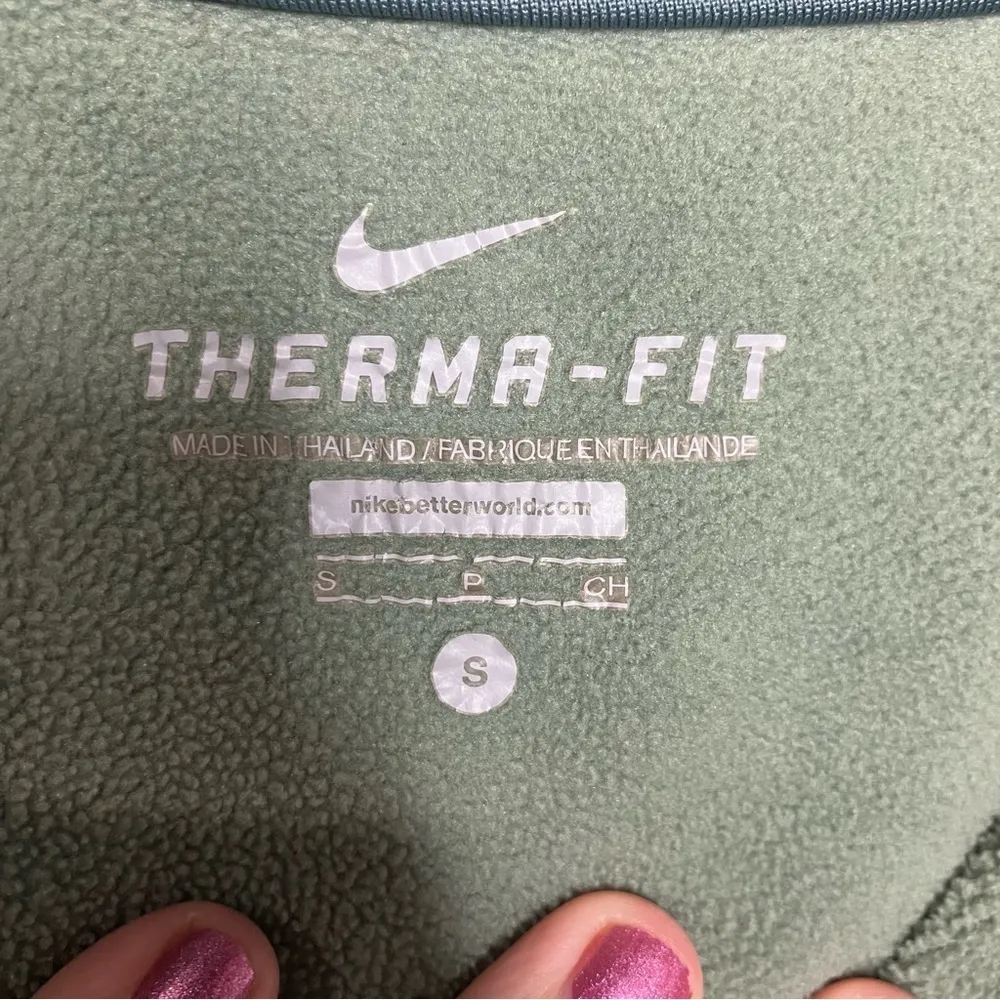 THERMA-FIT
MADE IN THAILAND / FABRIQUE EN THAILANDE
nikebetterworld.com
S P CH
S